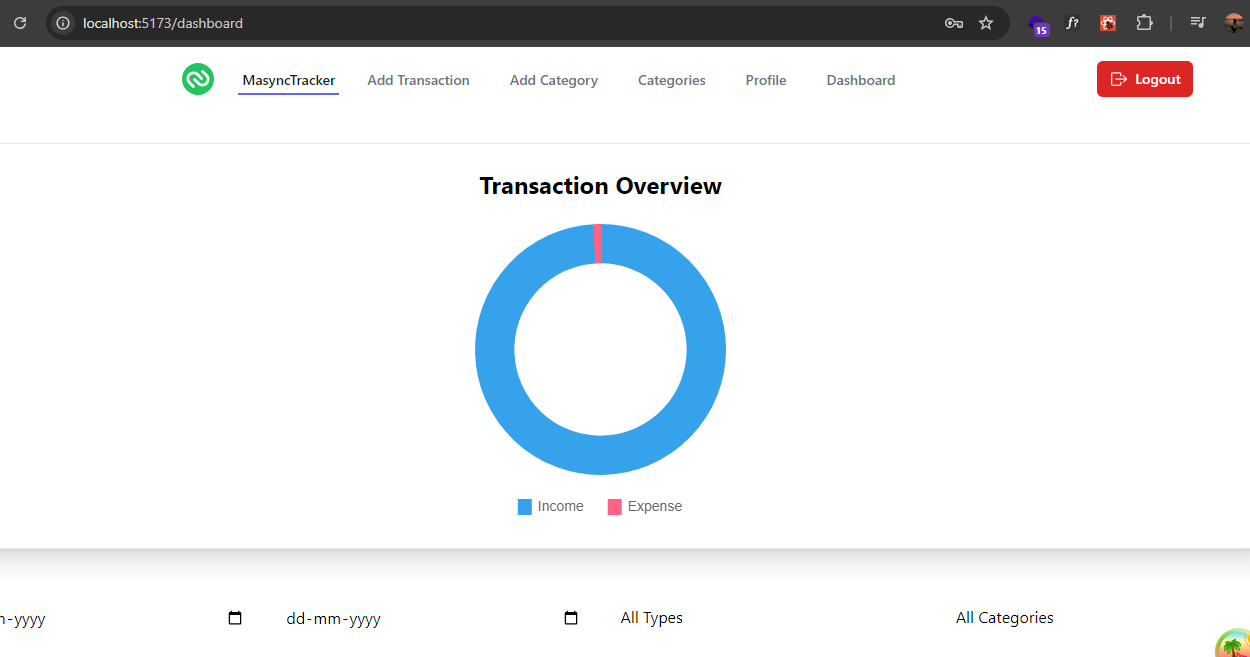 localhost:5173/dashboard
15
f?
MasyncTracker Add Transaction Add Category Categories Profile Dashboard Logout
Transaction Overview
Income Expense
-yyyy dd-mm-yyyy All Types All Categories